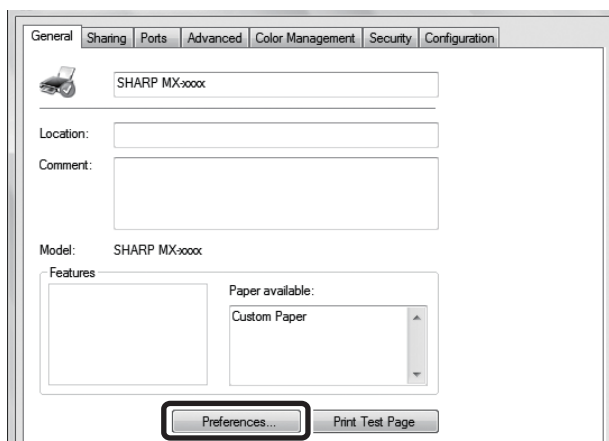 General Sharing Ports Advanced Color Management Security Configuration
SHARP MX-xxxx
Location:
Comment:
Model: SHARP MX-xxxx
Features
Paper available:
Custom Paper
Preferences... Print Test Page